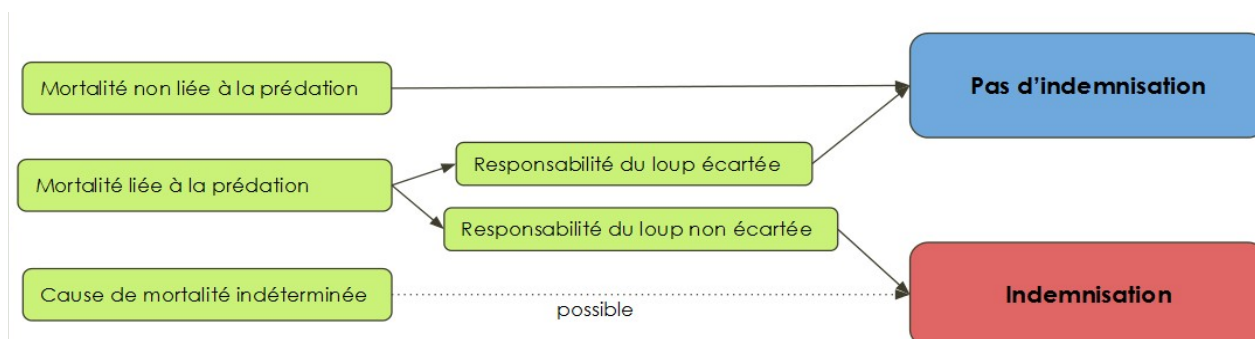 Mortalité non liée à la prédation
Pas d’indemnisation
Responsabilité du loup écartée
Mortalité liée à la prédation
Responsabilité du loup non écartée
Cause de mortalité indéterminée
possible
Indemnisation